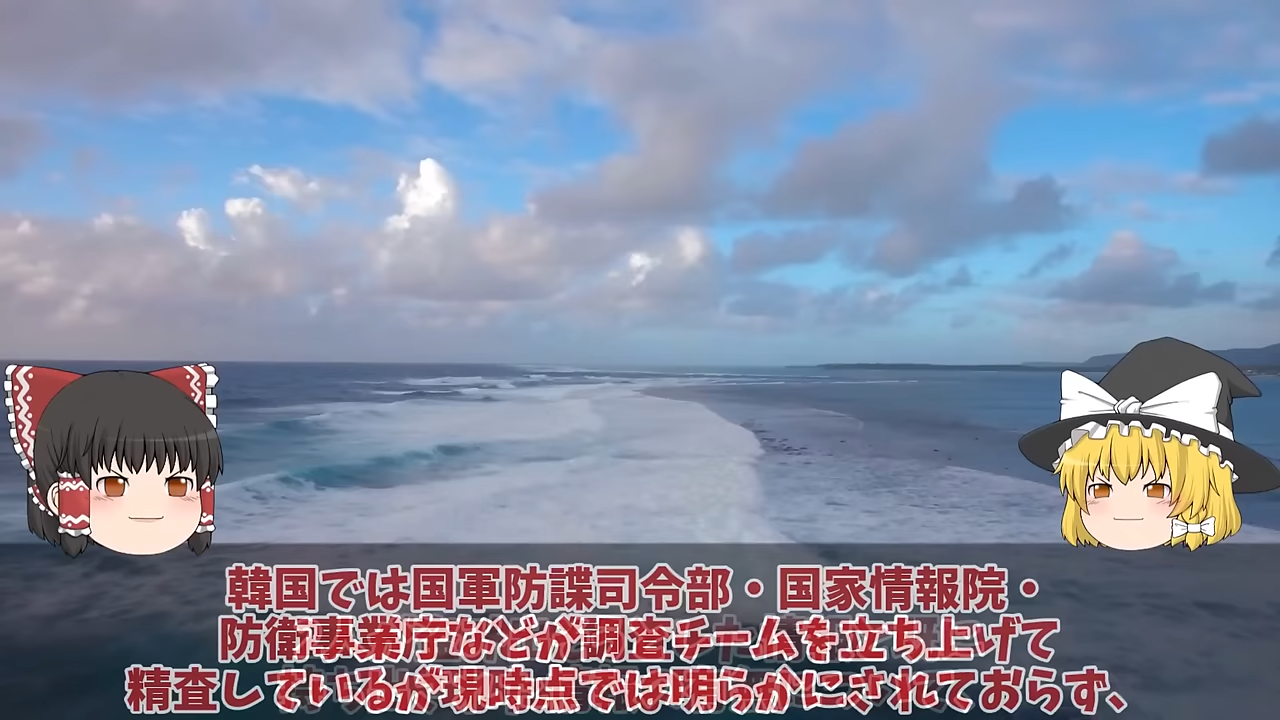 韓国では国軍防諜司令部・国家情報院・
防衛事業庁などが調査チームを立ち上げて
精査しているが現時点では明らかにされておらず、